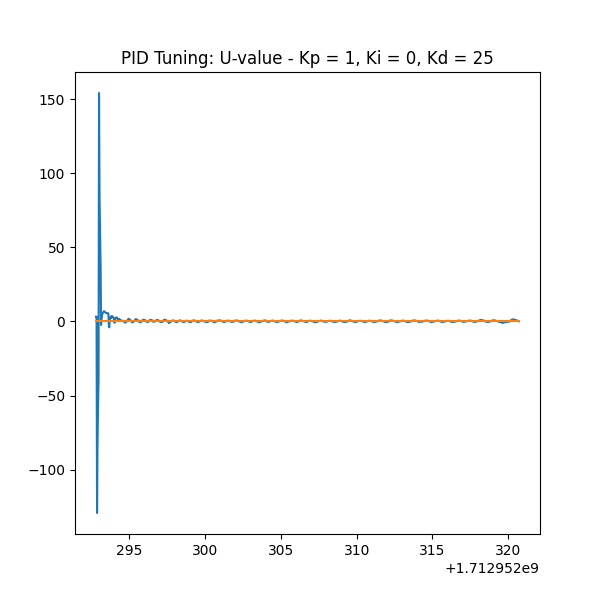 PID Tuning: U-value - Kp = 1, Ki = 0, Kd = 25
150
100
50
0
−50
−100
295 300 305 310 315 320
+1.712952e9